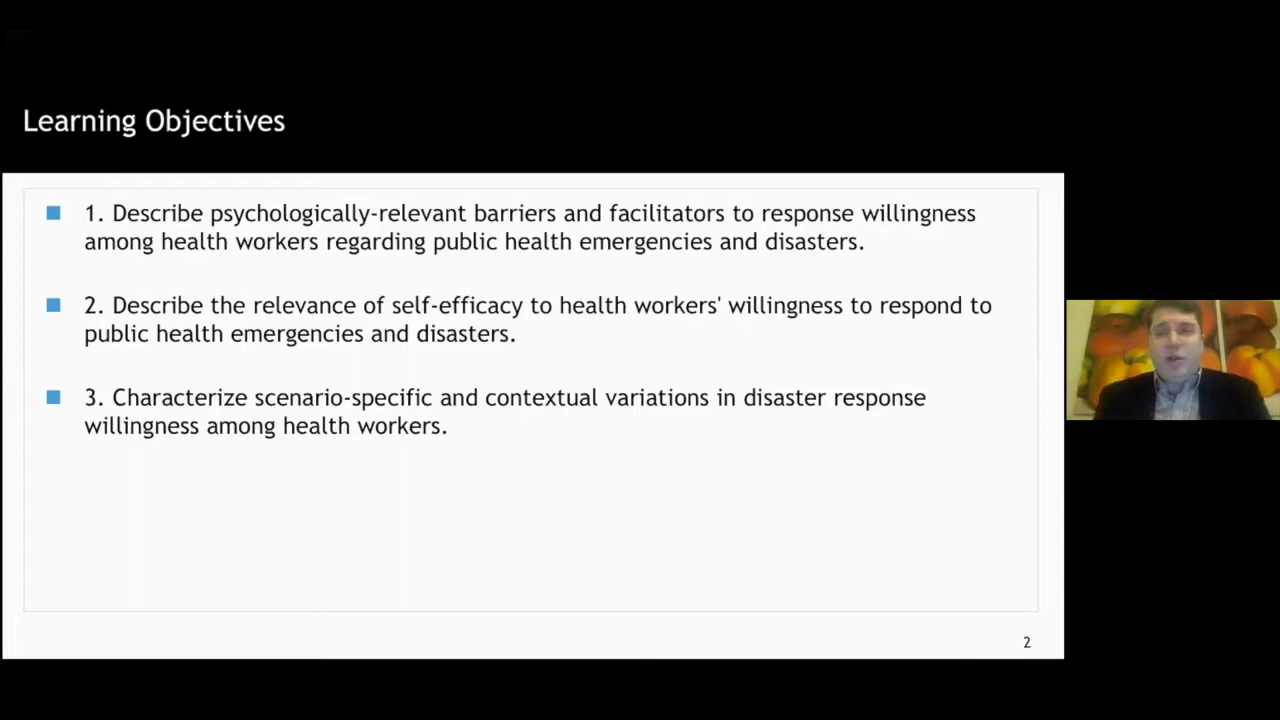 Learning Objectives
1. Describe psychologically-relevant barriers and facilitators to response willingness
among health workers regarding public health emergencies and disasters.
2. Describe the relevance of self-efficacy to health workers' willingness to respond to
public health emergencies and disasters.
3. Characterize scenario-specific and contextual variations in disaster response
willingness among health workers.
2